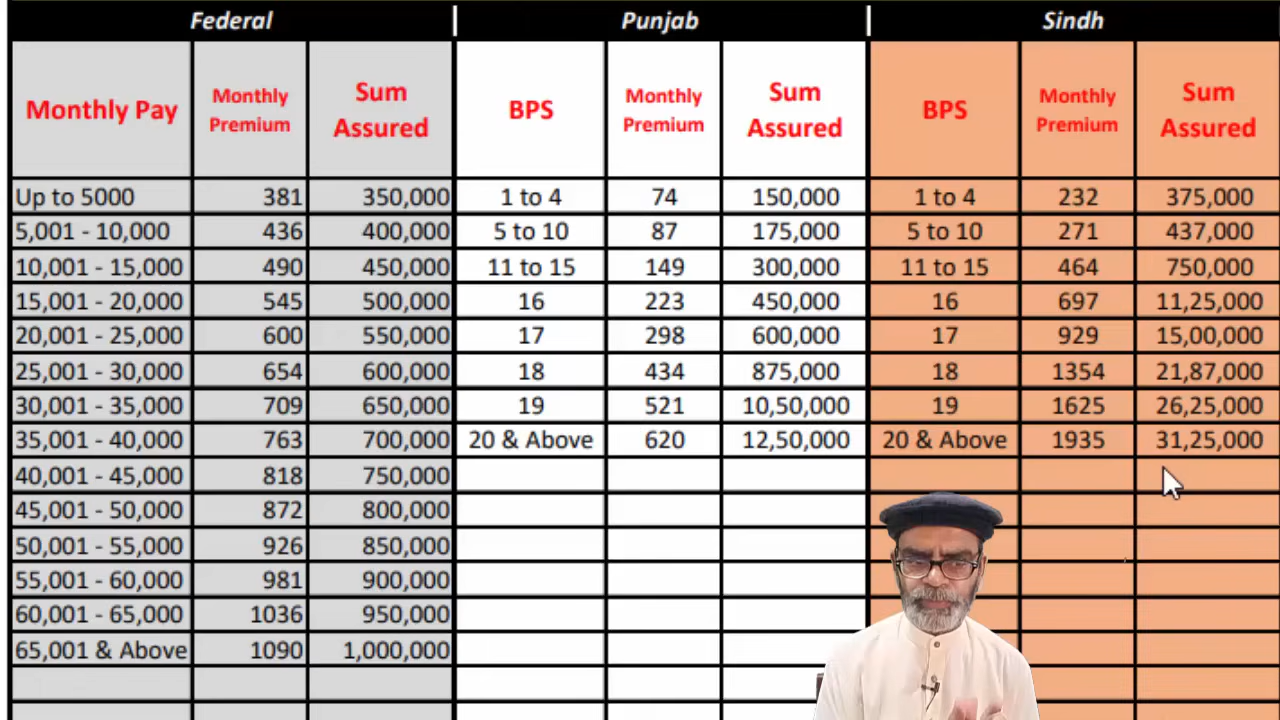 Federal | Punjab | Sindh
Monthly Pay Monthly Premium Sum Assured BPS Monthly Premium Sum Assured BPS Monthly Premium Sum Assured
Up to 5000 381 350,000 1 to 4 74 150,000 1 to 4 232 375,000
5,001 - 10,000 436 400,000 5 to 10 87 175,000 5 to 10 271 437,000
10,001 - 15,000 490 450,000 11 to 15 149 300,000 11 to 15 464 750,000
15,001 - 20,000 545 500,000 16 223 450,000 16 697 11,25,000
20,001 - 25,000 600 550,000 17 298 600,000 17 929 15,00,000
25,001 - 30,000 654 600,000 18 434 875,000 18 1354 21,87,000
30,001 - 35,000 709 650,000 19 521 10,50,000 19 1625 26,25,000
35,001 - 40,000 763 700,000 20 & Above 620 12,50,000 20 & Above 1935 31,25,000
40,001 - 45,000 818 750,000
45,001 - 50,000 872 800,000
50,001 - 55,000 926 850,000
55,001 - 60,000 981 900,000
60,001 - 65,000 1036 950,000
65,001 & Above 1090 1,000,000